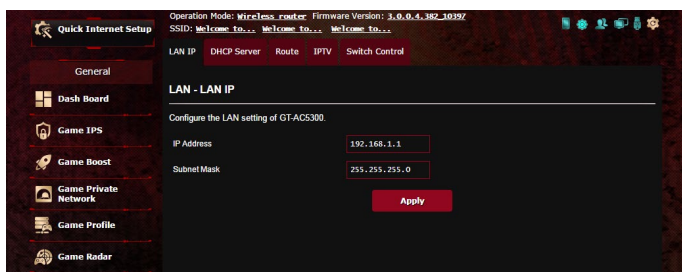 Quick Internet Setup
General
Dash Board
Game IPS
Game Boost
Game Private
Network
Game Profile
Game Radar
Operation Mode: Wireless router Firmware Version: 3.0.0.4.382_10397
SSID: Welcome to... Welcome to... Welcome to...
LAN IP DHCP Server Route IPTV Switch Control
LAN - LAN IP
Configure the LAN setting of GT-AC5300.
IP Address 192.168.1.1
Subnet Mask 255.255.255.0
Apply